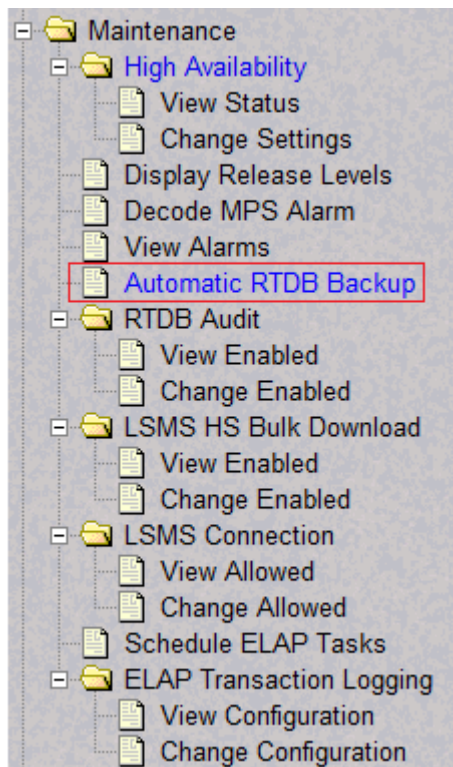 Maintenance
High Availability
View Status
Change Settings
Display Release Levels
Decode MPS Alarm
View Alarms
Automatic RTDB Backup
RTDB Audit
View Enabled
Change Enabled
LSMS HS Bulk Download
View Enabled
Change Enabled
LSMS Connection
View Allowed
Change Allowed
Schedule ELAP Tasks
ELAP Transaction Logging
View Configuration
Change Configuration